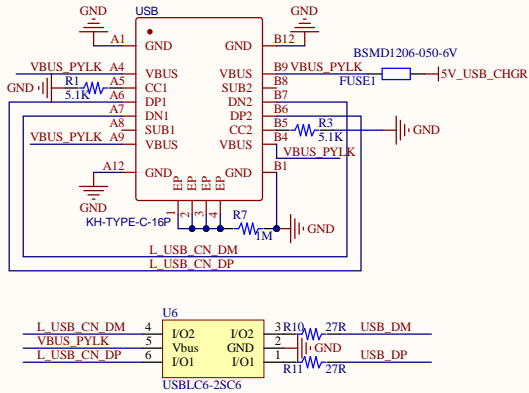 GND USB GND
A1 GND GND B12
BSMD1206-050-6V
VBUS_PYLK A4 VBUS VBUS B9 VBUS_PYLK FUSE1 5V_USB_CHGR
GND R1 5.1K A5 CC1 SUB2 B8
A6 DP1 DN2 B7
A7 DN1 DP2 B6
A8 SUB1 CC2 B5 R3 5.1K GND
VBUS_PYLK A9 VBUS VBUS B4 VBUS_PYLK
A12 GND GND B1
GND EP EP EP EP
1 2 3 4
KH-TYPE-C-16P R7 1M GND
L_USB_CN_DM
L_USB_CN_DP
U6
L_USB_CN_DM 4 I/O2 I/O2 3 R10 27R USB_DM
VBUS_PYLK 5 Vbus GND 2 GND
L_USB_CN_DP 6 I/O1 I/O1 1 R11 27R USB_DP
USBLC6-2SC6